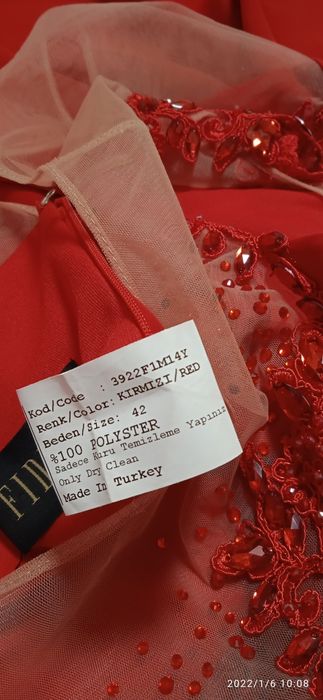 Kod/Code : 3922F1M14Y
Renk/Color: KIRMIZI/RED
Beden/Size: 42
%100 POLYSTER
Sadece Kuru Temizleme Yapınız
Only Dry Clean
Made In Turkey
2022/1/6 10:08